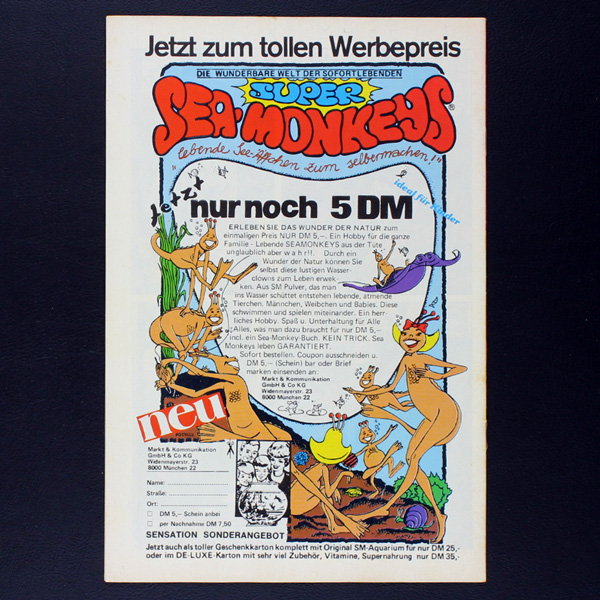 Jetzt zum tollen Werbepreis
DIE WUNDERBARE WELT DER SOFORTLEBENDEN
SUPER
SEA-MONKEYS®
"lebende See-Äffchen zum selbermachen!"
Jetzt
ideal für Kinder
nur noch 5 DM
ERLEBEN SIE DAS WUNDER DER NATUR zum
einmaligen Preis NUR DM 5,–. Ein Hobby für die ganze
Familie - Lebende SEAMONKEYS aus der Tüte
unglaublich aber w a h r!!. Durch ein
Wunder der Natur können Sie
selbst diese lustigen Wasser-
clowns zum Leben erwek-
ken. Aus SM Pulver, das man
ins Wasser schüttet entstehen lebende, atmende
Tierchen. Männchen, Weibchen und Babies. Diese
schwimmen und spielen miteinander. Ein herr-
liches Hobby. Spaß u. Unterhaltung für Alle
Alles, was man dazu braucht für nur DM 5,–
incl. ein Sea-Monkey-Buch. KEIN TRICK. Sea
Monkeys leben GARANTIERT.
Sofort bestellen. Coupon ausschneiden u.
DM 5,– (Schein) bar oder Brief
marken einsenden an:
Markt & Kommunikation
GmbH & Co KG
Widenmayerstr. 23
8000 München 22
neu
Markt & Kommunikation
GmbH & Co.KG
Widenmayerstr. 23
8000 München 22
Name:
Straße:
Ort:
□ DM 5,– Schein anbei
□ per Nachnahme DM 7,50
SENSATION SONDERANGEBOT
Jetzt auch als toller Geschenkkarton komplett mit Original SM-Aquarium für nur DM 25,-
oder im DE-LUXE-Karton mit sehr viel Zubehör, Vitamine, Supernahrung nur DM 35,-